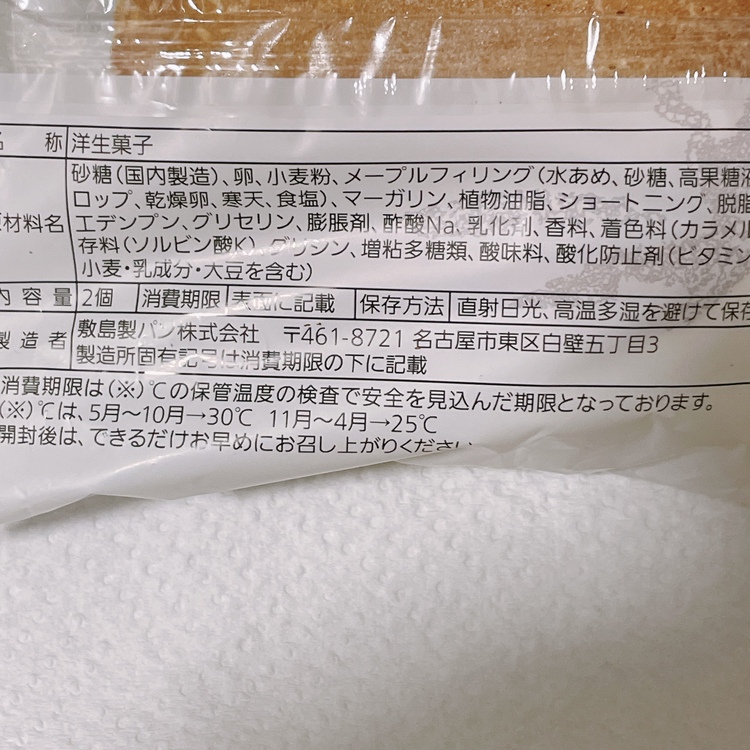 名 称 洋生菓子
砂糖(国内製造)、卵、小麦粉、メープルフィリング(水あめ、砂糖、高果糖液
ロップ、乾燥卵、寒天、食塩)、マーガリン、植物油脂、ショートニング、脱脂
材料名 工デンプン、グリセリン、膨脹剤、酢酸Na、乳化剤、香料、着色料(カラメル
存料(ソルビン酸K)、グリシン、増粘多糖類、酸味料、酸化防止剤(ビタミン
小麦・乳成分・大豆を含む)
内容量 2個 消費期限 表面に記載 保存方法 直射日光、高温多湿を避けて保存
製造者 敷島製パン株式会社 〒461-8721 名古屋市東区白壁五丁目3
製造所固有記号は消費期限の下に記載
消費期限は(※)℃の保管温度の検査で安全を見込んだ期限となっております。
(※)℃は、5月~10月→30℃ 11月~4月→25℃
開封後は、できるだけお早めにお召し上がりください